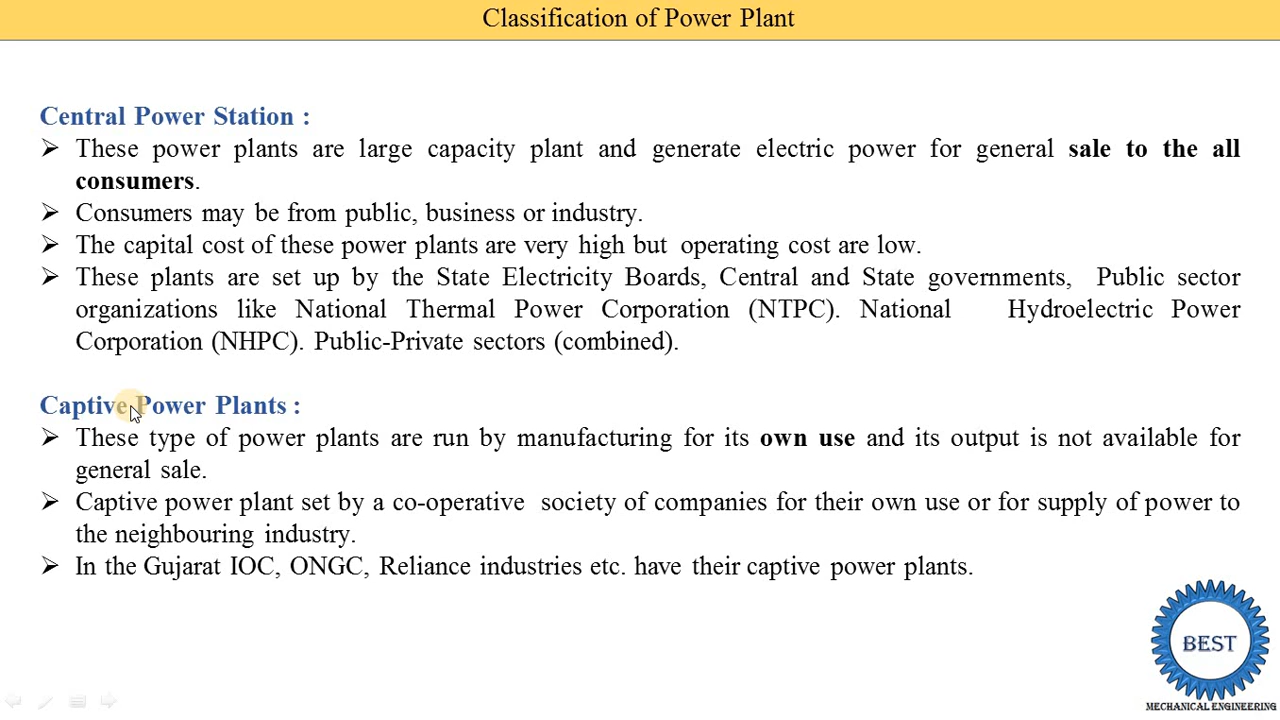 Classification of Power Plant
Central Power Station :
➢ These power plants are large capacity plant and generate electric power for general sale to the all
consumers.
➢ Consumers may be from public, business or industry.
➢ The capital cost of these power plants are very high but operating cost are low.
➢ These plants are set up by the State Electricity Boards, Central and State governments, Public sector
organizations like National Thermal Power Corporation (NTPC). National Hydroelectric Power
Corporation (NHPC). Public-Private sectors (combined).
Captive Power Plants :
➢ These type of power plants are run by manufacturing for its own use and its output is not available for
general sale.
➢ Captive power plant set by a co-operative society of companies for their own use or for supply of power to
the neighbouring industry.
➢ In the Gujarat IOC, ONGC, Reliance industries etc. have their captive power plants.
BEST
MECHANICAL ENGINEERING